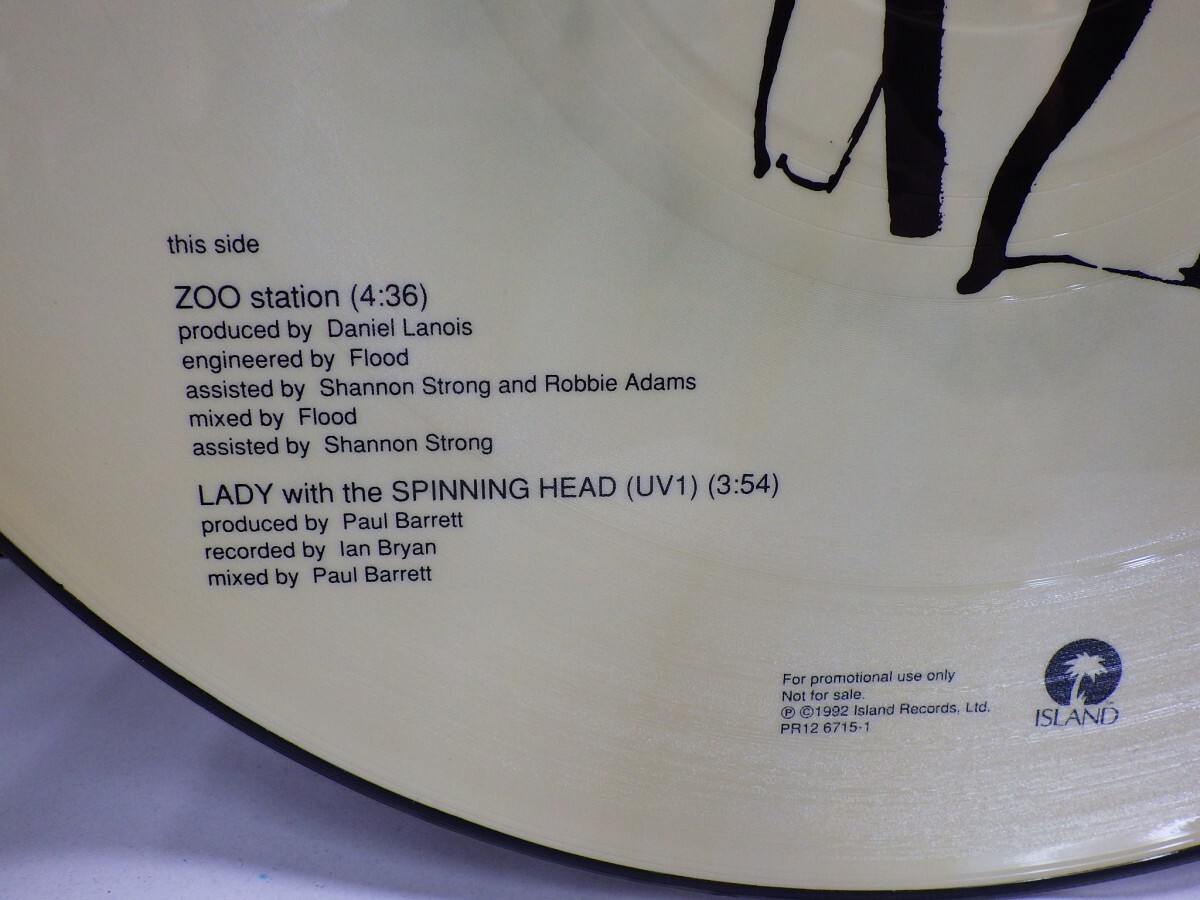 this side
ZOO station (4:36)
produced by Daniel Lanois
engineered by Flood
assisted by Shannon Strong and Robbie Adams
mixed by Flood
assisted by Shannon Strong
LADY with the SPINNING HEAD (UV1) (3:54)
produced by Paul Barrett
recorded by Ian Bryan
mixed by Paul Barrett
For promotional use only
Not for sale.
℗ ©1992 Island Records, Ltd.
PR12 6715-1
ISLAND